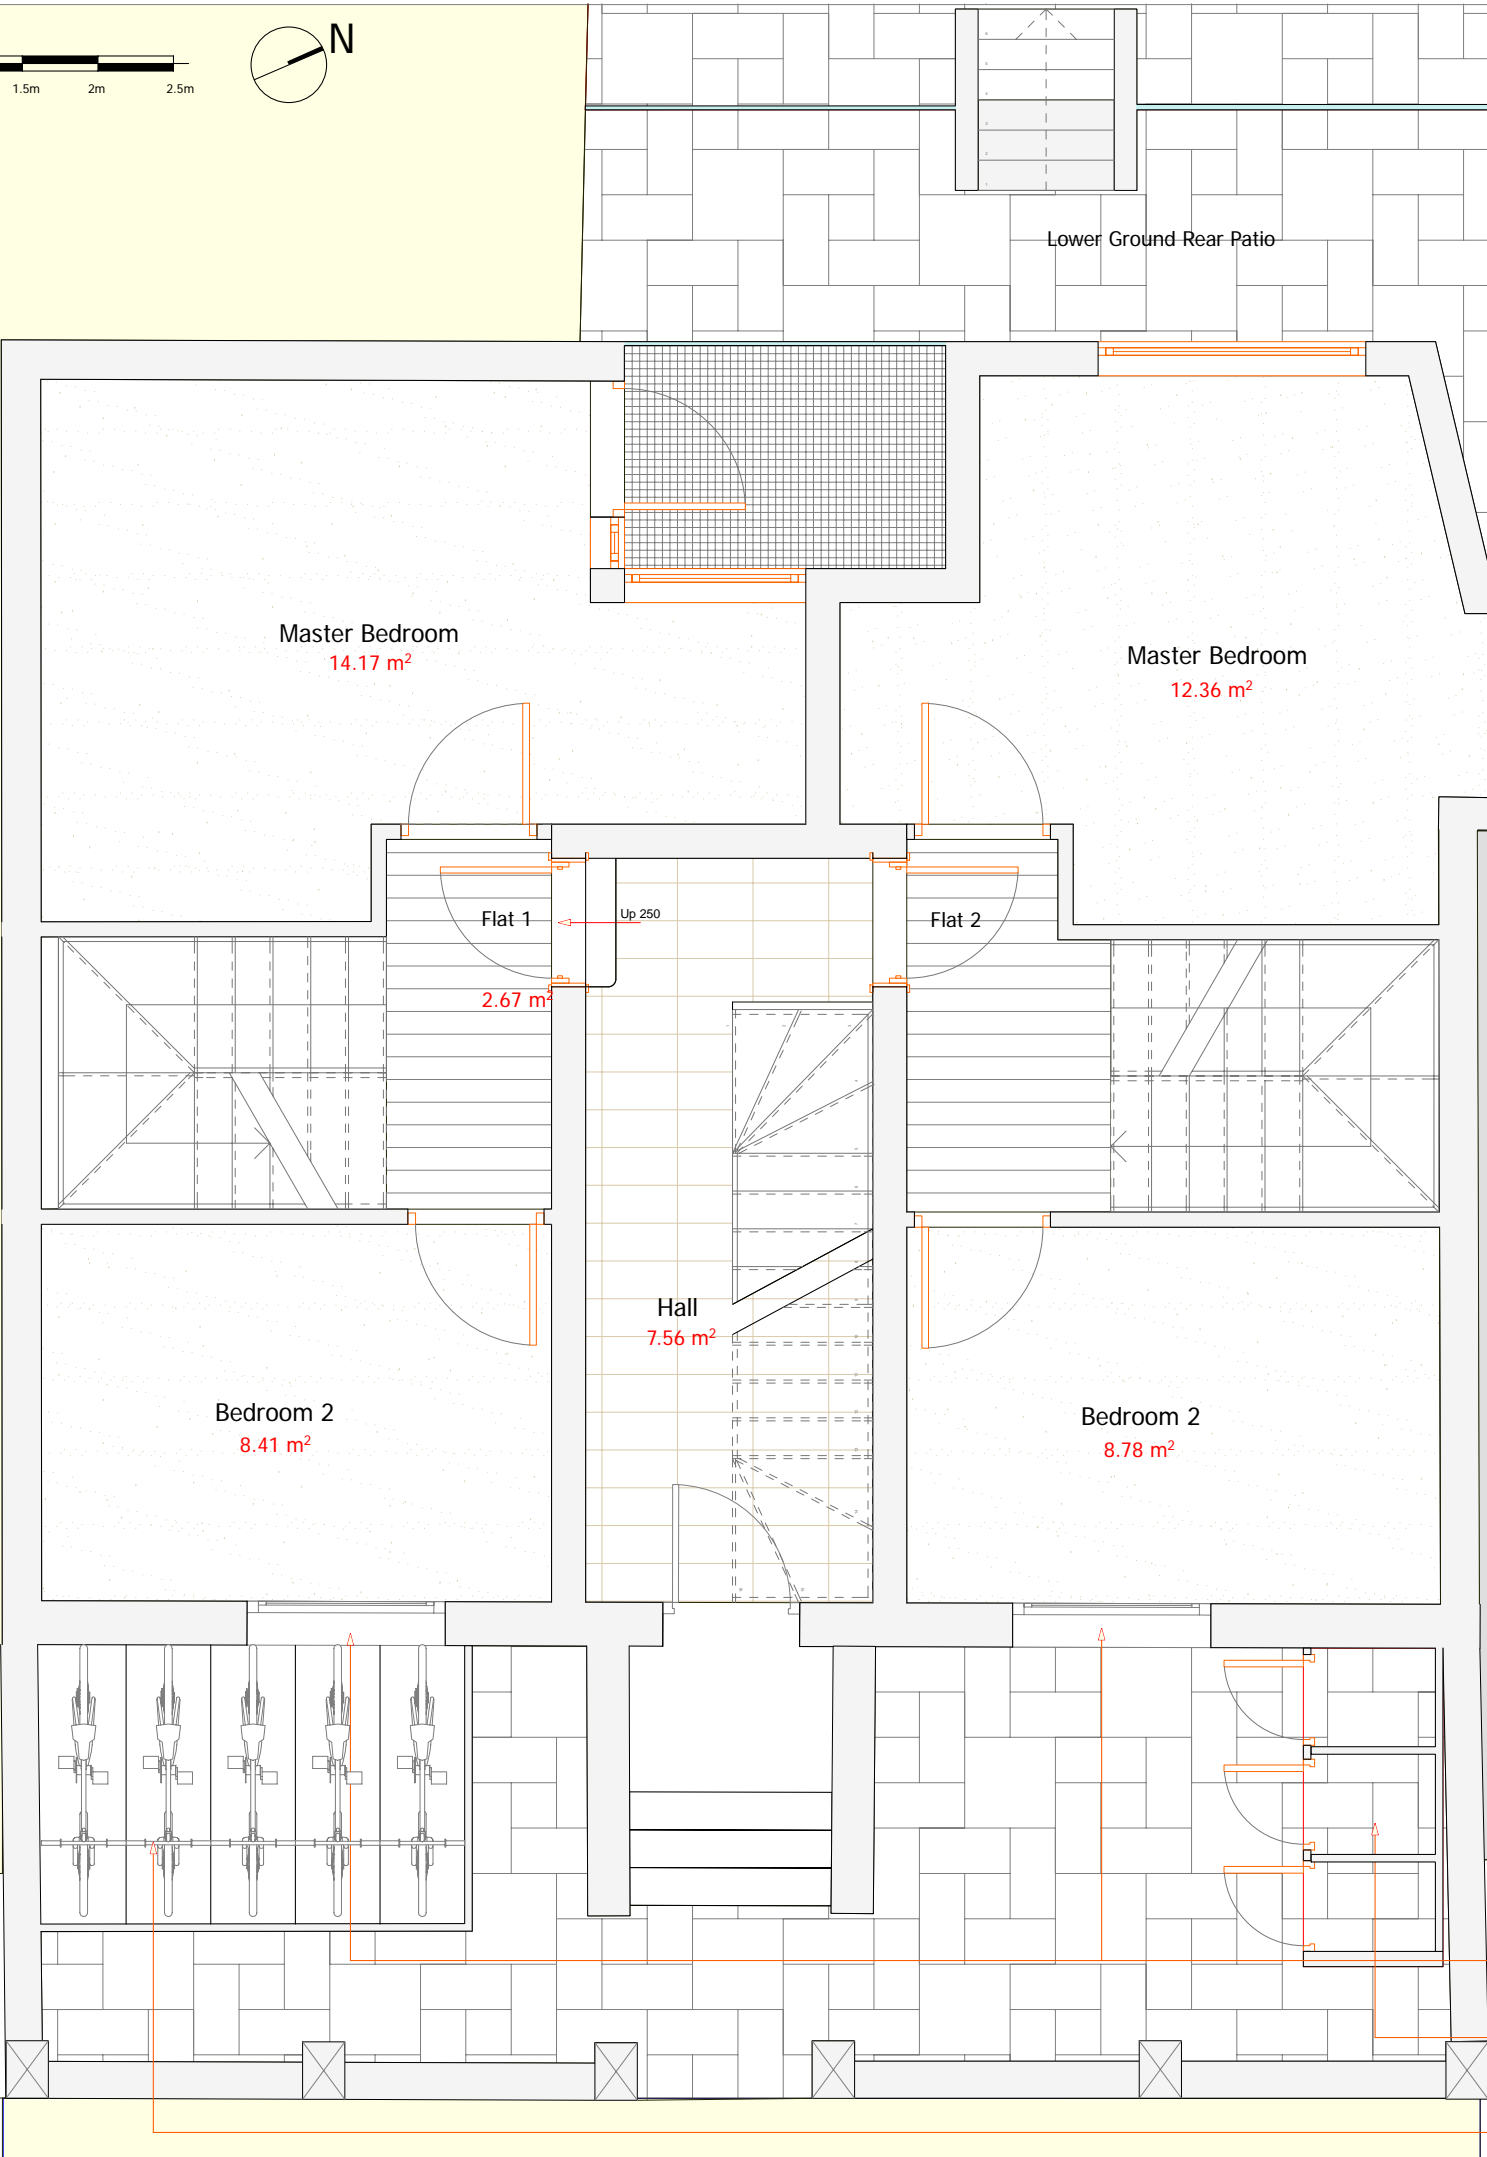 N
1.5m 2m 2.5m
Lower Ground Rear Patio
Master Bedroom
14.17 m²
Master Bedroom
12.36 m²
Flat 1
Up 250
Flat 2
2.67 m²
Hall
7.56 m²
Bedroom 2
8.41 m²
Bedroom 2
8.78 m²